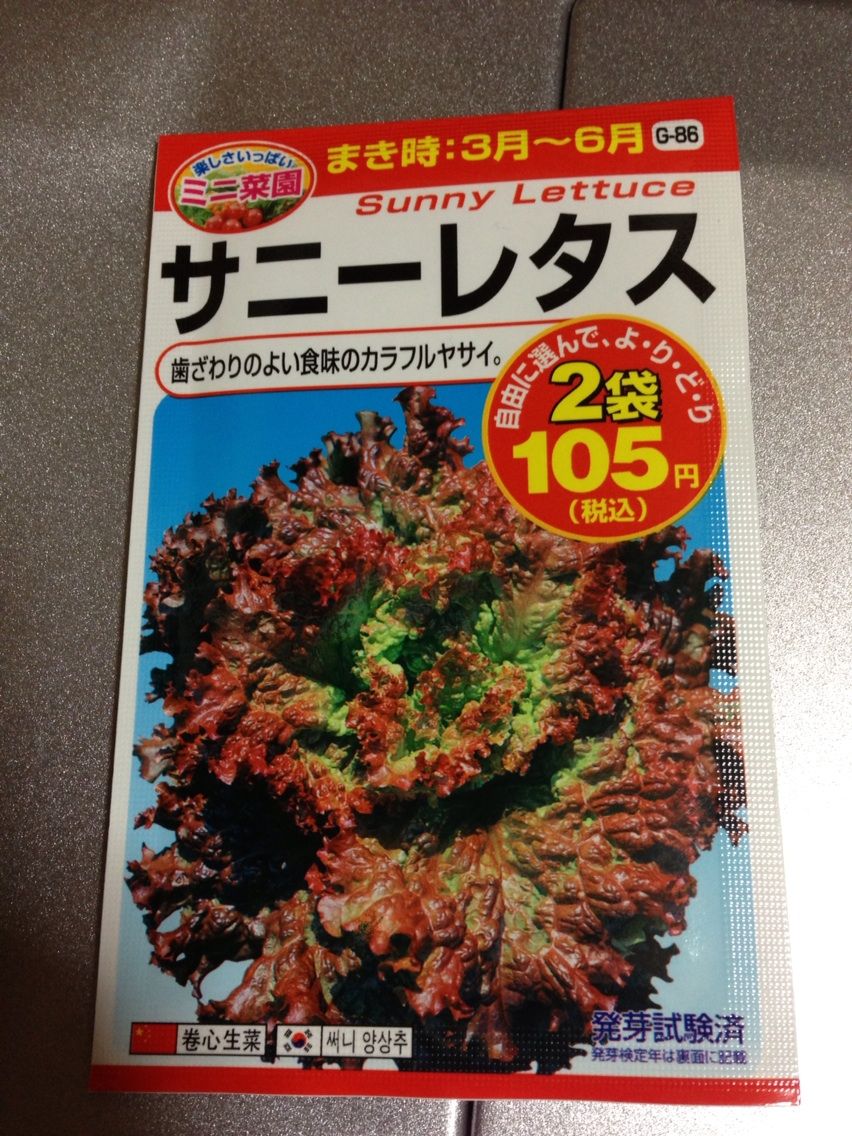 楽しさいっぱい
ミニ菜園
まき時:3月〜6月
G-86
Sunny Lettuce
サニーレタス
歯ざわりのよい食味のカラフルヤサイ。
自由に選んで、よ・り・ど・り
2袋
105円
(税込)
卷心生菜
써니 양상추
発芽試験済
発芽検定年は裏面に記載